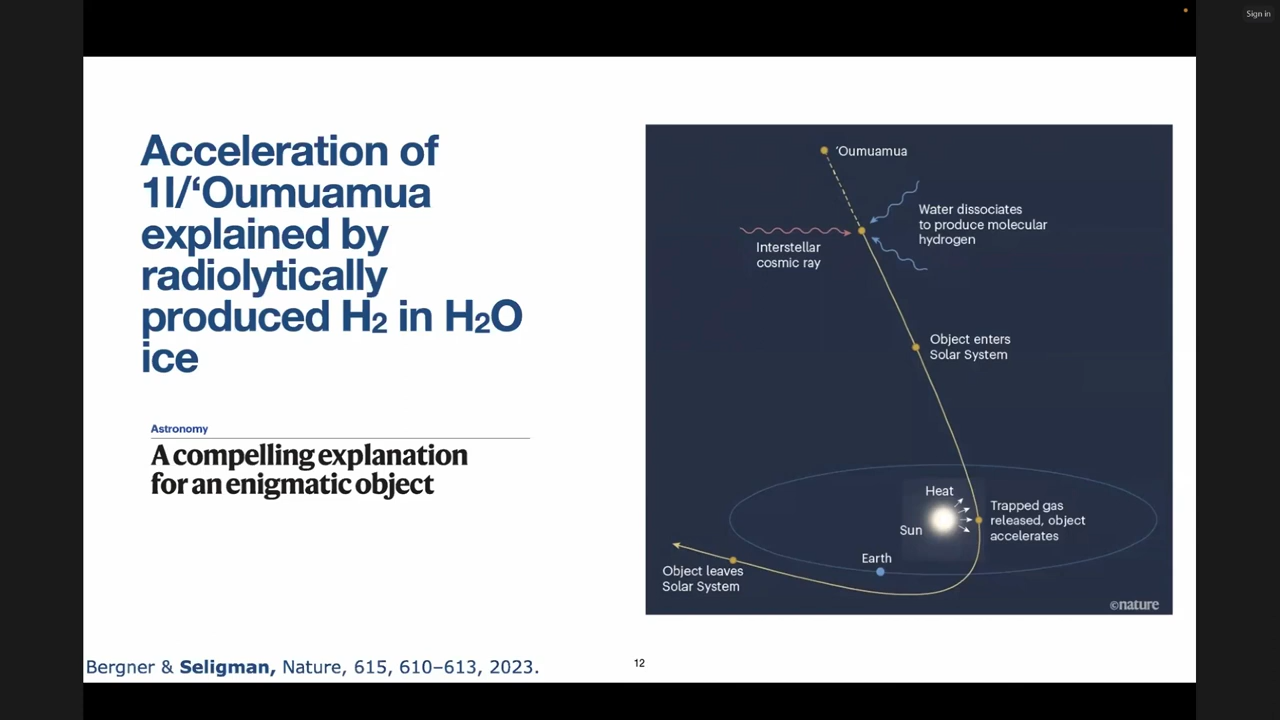 Sign in
Acceleration of
1I/‘Oumuamua
explained by
radiolytically
produced H₂ in H₂O
ice
Astronomy
A compelling explanation
for an enigmatic object
‘Oumuamua
Water dissociates
to produce molecular
hydrogen
Interstellar
cosmic ray
Object enters
Solar System
Heat
Sun
Trapped gas
released, object
accelerates
Earth
Object leaves
Solar System
©nature
Bergner & Seligman, Nature, 615, 610–613, 2023.
12